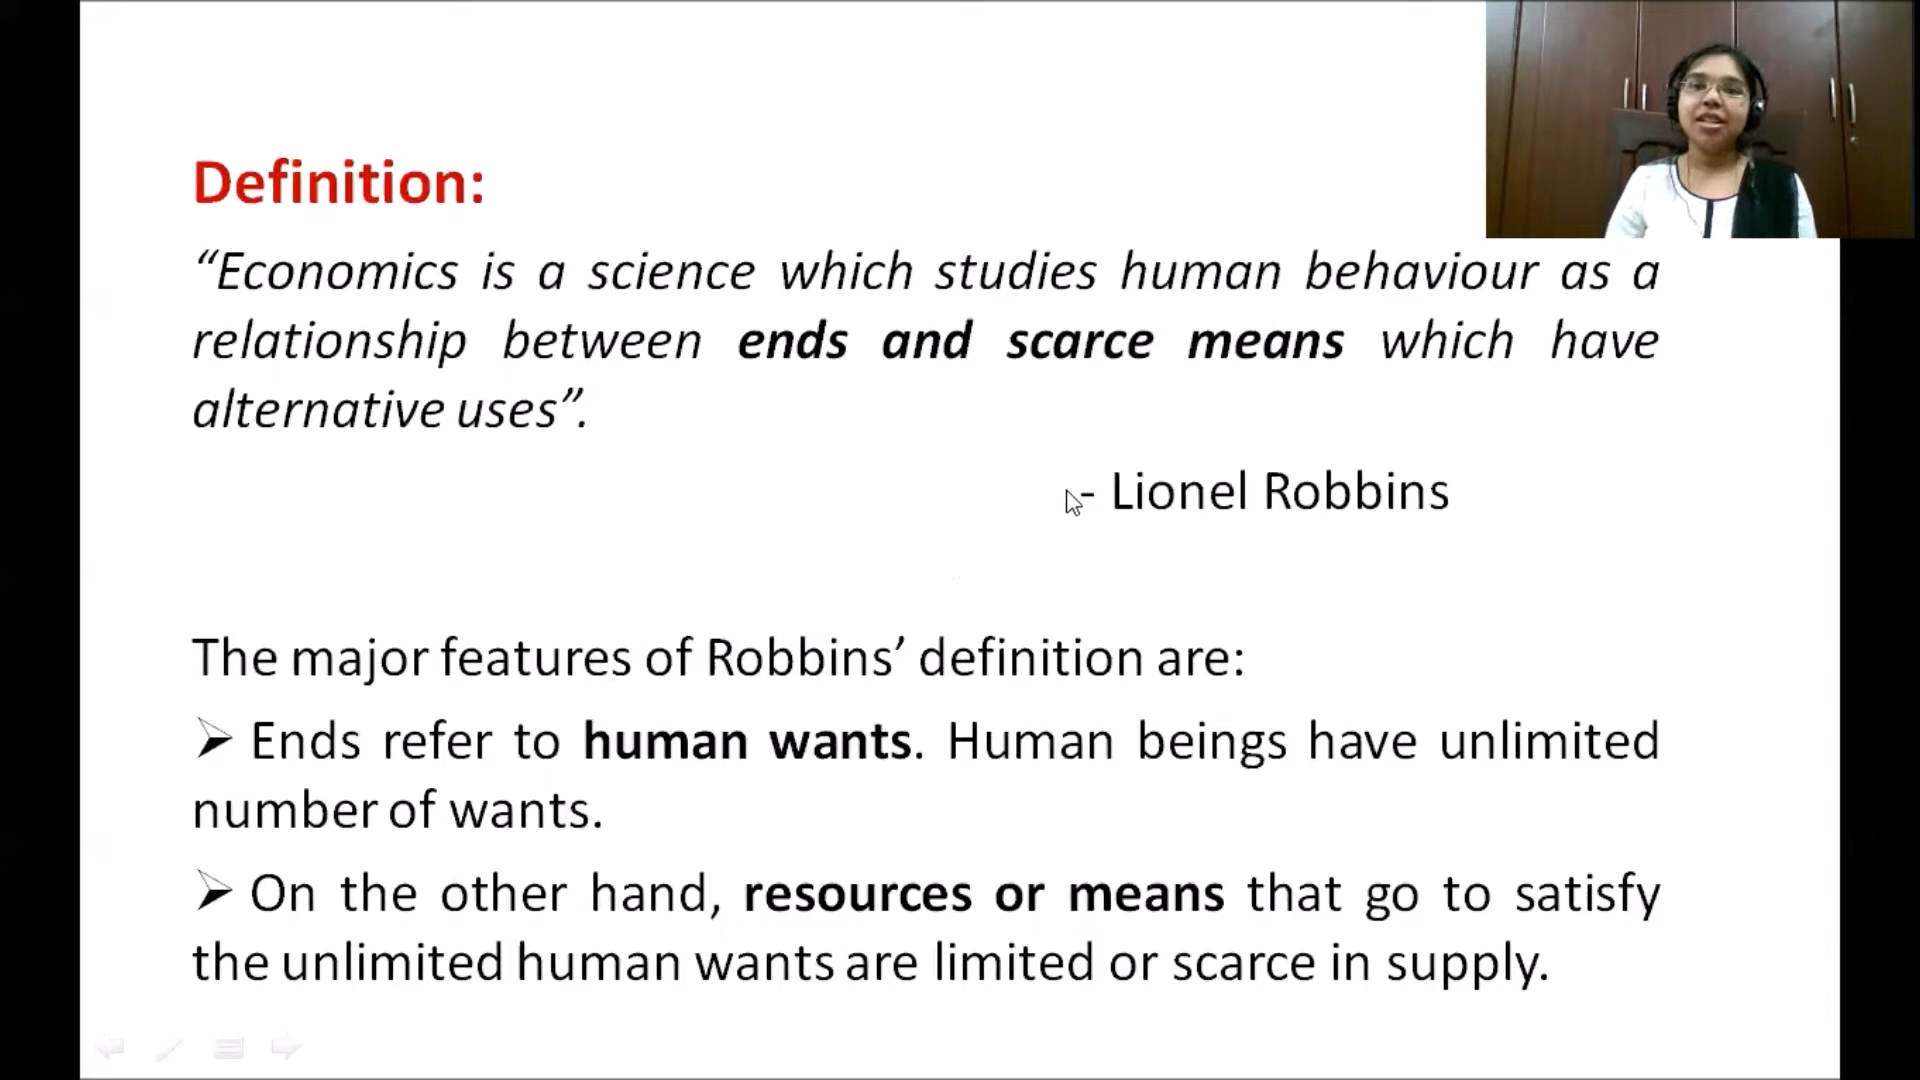 Definition:
“Economics is a science which studies human behaviour as a
relationship between ends and scarce means which have
alternative uses”.
- Lionel Robbins
The major features of Robbins’ definition are:
➢ Ends refer to human wants. Human beings have unlimited
number of wants.
➢ On the other hand, resources or means that go to satisfy
the unlimited human wants are limited or scarce in supply.